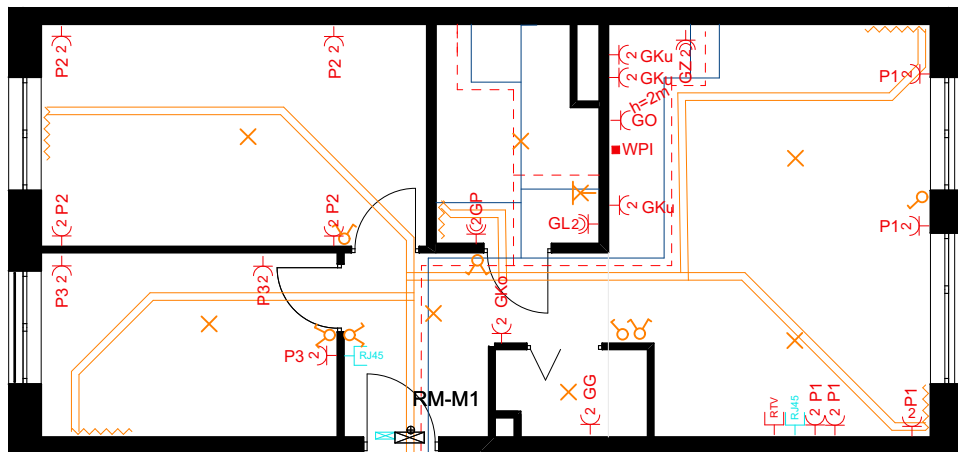 P2 2
P2 2
2 GKu
2 GKu
h=2m
GZ 2
P1 2
GO
WPI
2 P2
2 P2
2 GP
GL2
2 GKu
P1 2
P3 2
P3 2
2 GKo
P3 2
RJ45
RM-M1
2 GG
RTV
RJ45
2 P1
2 P1
2 P1